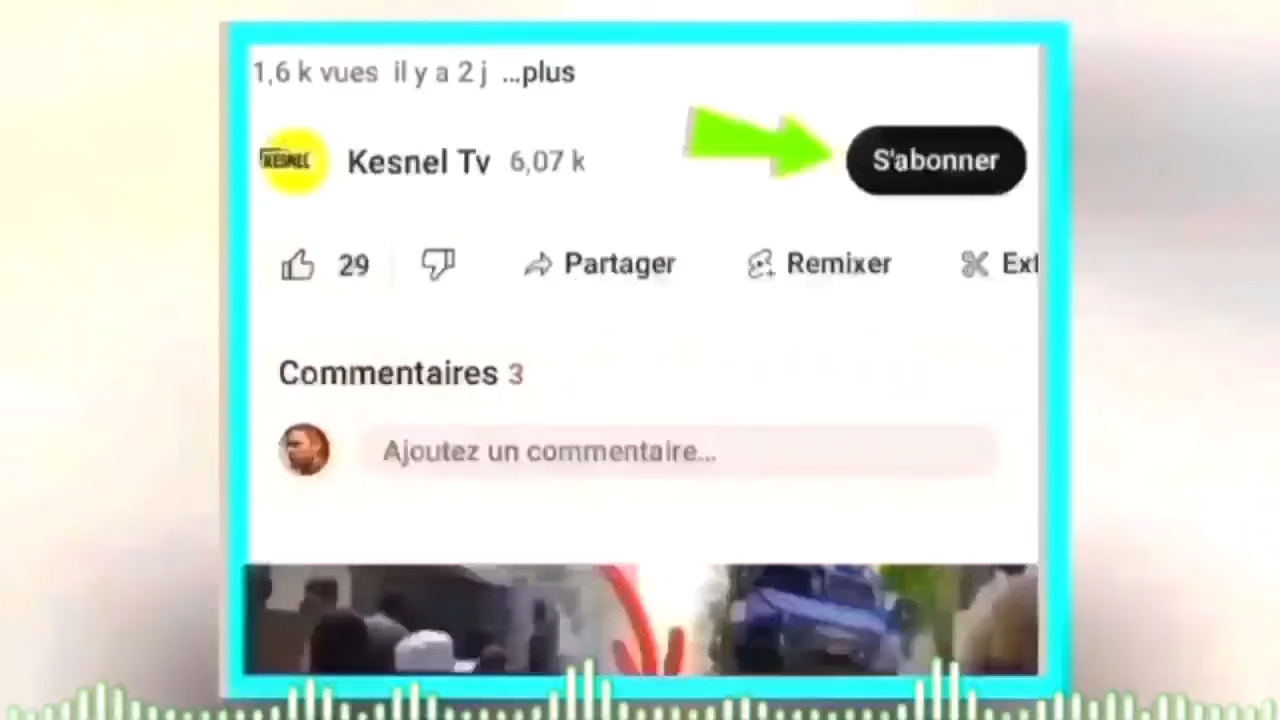 1,6 k vues il y a 2 j ...plus
KESNEL Kesnel Tv 6,07 k S'abonner
29 Partager Remixer Ext
Commentaires 3
Ajoutez un commentaire...